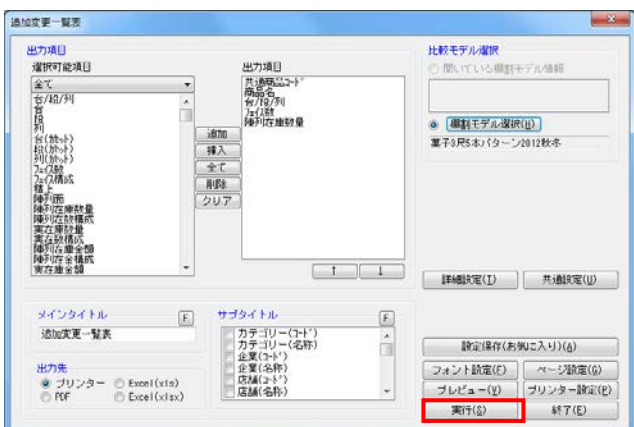 追加変更一覧表
出力項目
選択可能項目
全て
台/段/列
台
段
列
台(ｶｾｯﾄ)
段(ｶｾｯﾄ)
列(ｶｾｯﾄ)
ﾌｪｲｽ数
ﾌｪｲｽ構成
積上
陳列面
陳列在庫数量
陳列在数構成
実在庫数量
実在数構成
陳列在庫金額
陳列在金構成
実在庫金額
追加
挿入
全て
削除
クリア
出力項目
共通商品ｺｰﾄﾞ
商品名
台/段/列
ﾌｪｲｽ数
陳列在庫数量
↑
↓
比較モデル選択
開いている棚割モデル情報
棚割モデル選択(H)
菓子3尺5本パターン2012秋冬
詳細設定(T)
共通設定(U)
メインタイトル
F
追加変更一覧表
出力先
プリンター
Excel(xls)
PDF
Excel(xlsx)
サブタイトル
F
カテゴリー(ｺｰﾄﾞ)
カテゴリー(名称)
企業(ｺｰﾄﾞ)
企業(名称)
店舗(ｺｰﾄﾞ)
店舗(名称)
設定保存(お気に入り)(A)
フォント設定(F)
ページ設定(G)
プレビュー(V)
プリンター設定(P)
実行(S)
終了(E)